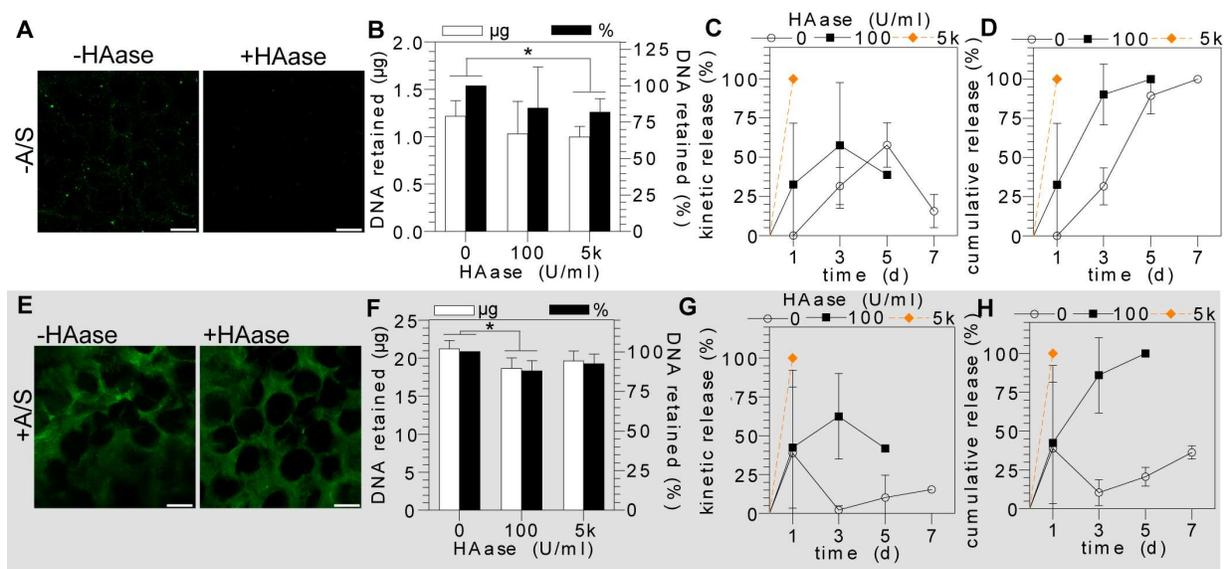 A
-HAase +HAase
-A/S
B
µg %
DNA retained (µg)
2.0
1.5
1.0
0.5
0.0
*
125
100
75
50
25
0
DNA retained (%)
0 100 5k
HAase (U/ml)
C
HAase (U/ml)
0 100 5k
kinetic release (%)
100
75
50
25
0
1 3 5 7
time (d)
D
0 100 5k
cumulative release (%)
100
75
50
25
0
1 3 5 7
time (d)
E
-HAase +HAase
+A/S
F
µg %
DNA retained (µg)
25
20
15
10
5
0
*
100
75
50
25
0
DNA retained (%)
0 100 5k
HAase (U/ml)
G
HAase (U/ml)
0 100 5k
kinetic release (%)
100
75
50
25
0
1 3 5 7
time (d)
H
0 100 5k
cumulative release (%)
100
75
50
25
0
1 3 5 7
time (d)